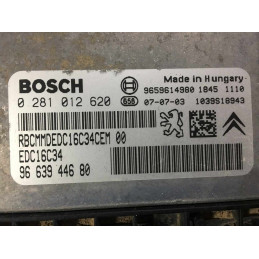 BOSCH
Made in Hungary
9659614980 1845 1110
0 281 012 620
658
07-07-03 1039S18943
RBCMMDEDC16C34CEM 00
EDC16C34
96 639 446 80